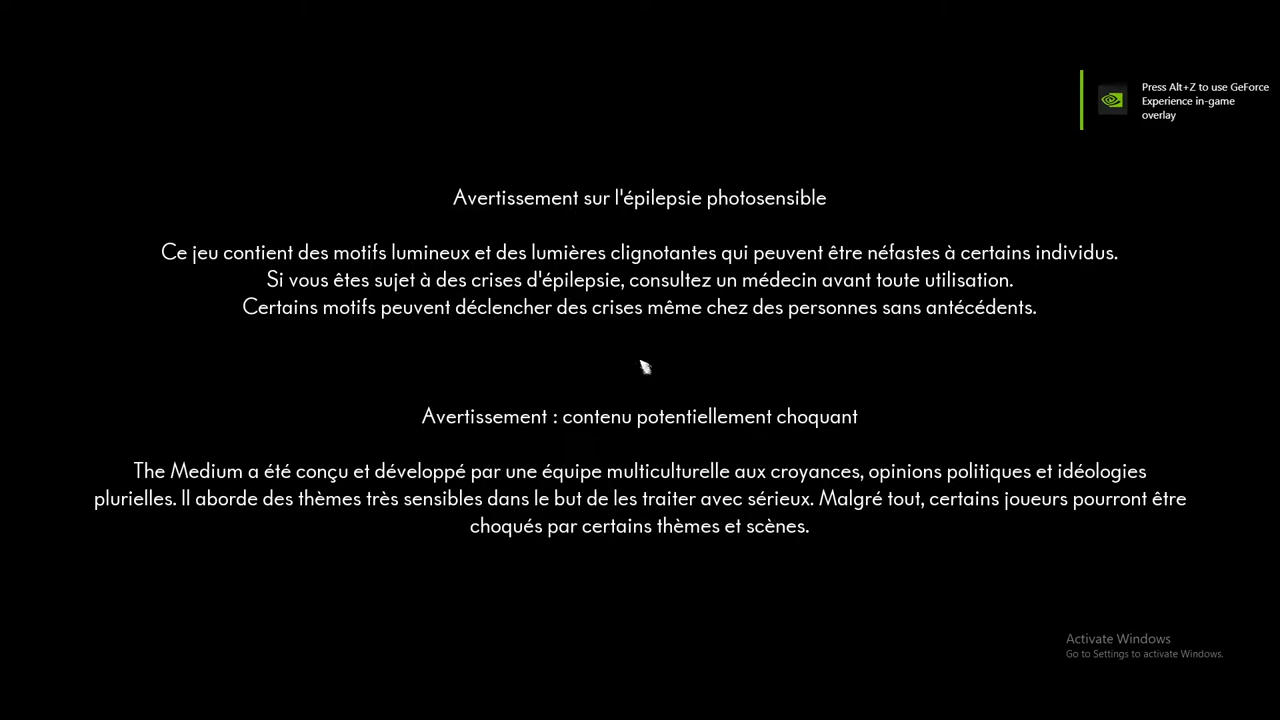 Press Alt+Z to use GeForce
Experience in-game
overlay
Avertissement sur l'épilepsie photosensible
Ce jeu contient des motifs lumineux et des lumières clignotantes qui peuvent être néfastes à certains individus.
Si vous êtes sujet à des crises d'épilepsie, consultez un médecin avant toute utilisation.
Certains motifs peuvent déclencher des crises même chez des personnes sans antécédents.
Avertissement : contenu potentiellement choquant
The Medium a été conçu et développé par une équipe multiculturelle aux croyances, opinions politiques et idéologies
plurielles. Il aborde des thèmes très sensibles dans le but de les traiter avec sérieux. Malgré tout, certains joueurs pourront être
choqués par certains thèmes et scènes.
Activate Windows
Go to Settings to activate Windows.